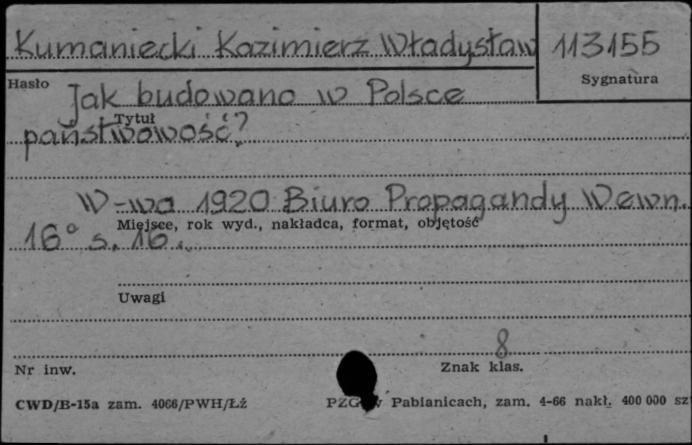 Kumaniecki Kazimierz Władysław 113155
Hasło Sygnatura
Jak budowano w Polsce
Tytuł
państwowość?
W-wa 1920 Biuro Propagandy Wewn.
Miejsce, rok wyd., nakładca, format, objętość
16° s. 16.
Uwagi
8
Nr inw. Znak klas.
CWD/B-15a zam. 4066/PWH/Łż PZG w Pabianicach, zam. 4-66 nakł. 400 000 sz